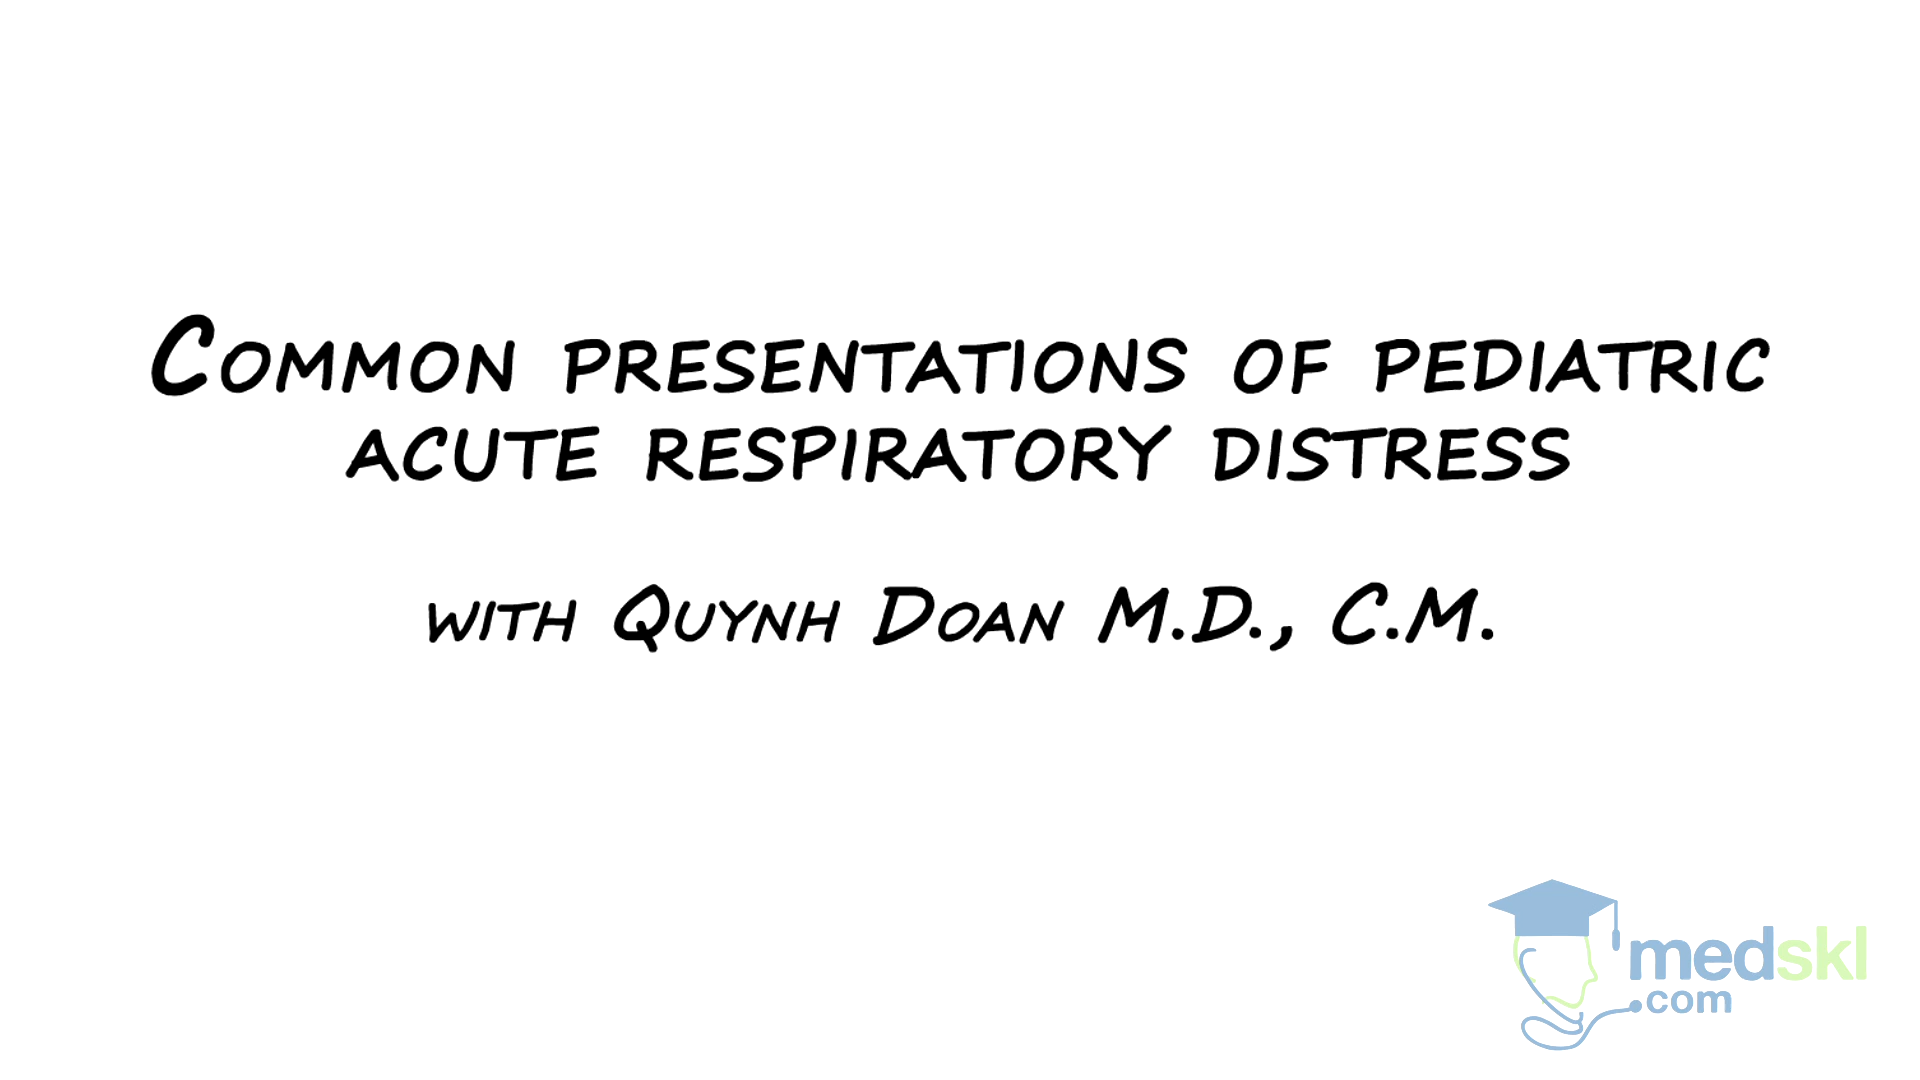 Common presentations of pediatric
acute respiratory distress
with Quynh Doan M.D., C.M.
medskl
.com